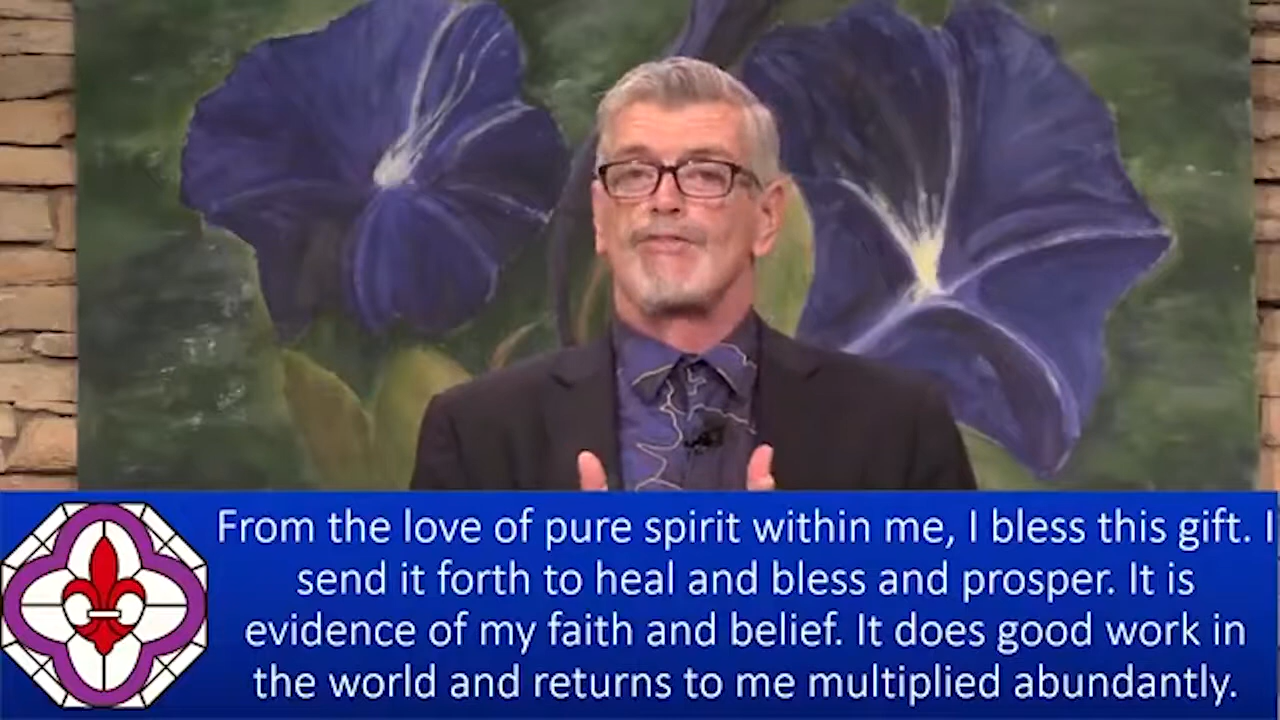 From the love of pure spirit within me, I bless this gift. I
send it forth to heal and bless and prosper. It is
evidence of my faith and belief. It does good work in
the world and returns to me multiplied abundantly.